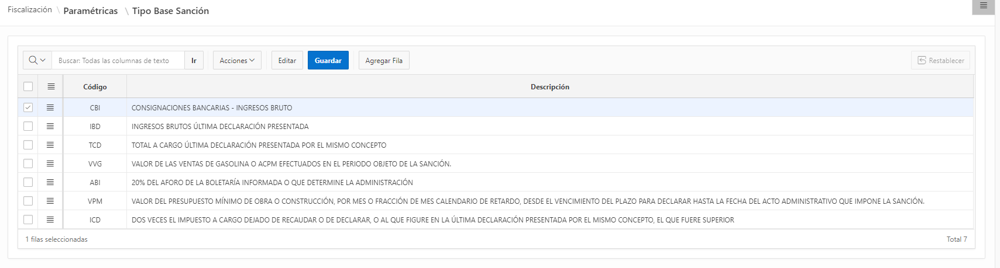 Fiscalización \ Paramétricas \ Tipo Base Sanción
Buscar: Todas las columnas de texto Ir Acciones Editar Guardar Agregar Fila Restablecer
Código Descripción
CBI CONSIGNACIONES BANCARIAS - INGRESOS BRUTO
IBD INGRESOS BRUTOS ÚLTIMA DECLARACIÓN PRESENTADA
TCD TOTAL A CARGO ÚLTIMA DECLARACIÓN PRESENTADA POR EL MISMO CONCEPTO
VVG VALOR DE LAS VENTAS DE GASOLINA O ACPM EFECTUADOS EN EL PERIODO OBJETO DE LA SANCIÓN.
ABI 20% DEL AFORO DE LA BOLETARÍA INFORMADA O QUE DETERMINE LA ADMINISTRACIÓN
VPM VALOR DEL PRESUPUESTO MÍNIMO DE OBRA O CONSTRUCCIÓN, POR MES O FRACCIÓN DE MES CALENDARIO DE RETARDO, DESDE EL VENCIMIENTO DEL PLAZO PARA DECLARAR HASTA LA FECHA DEL ACTO ADMINISTRATIVO QUE IMPONE LA SANCIÓN.
ICD DOS VECES EL IMPUESTO A CARGO DEJADO DE RECAUDAR O DE DECLARAR, O AL QUE FIGURE EN LA ÚLTIMA DECLARACIÓN PRESENTADA POR EL MISMO CONCEPTO, EL QUE FUERE SUPERIOR
1 filas seleccionadas Total 7